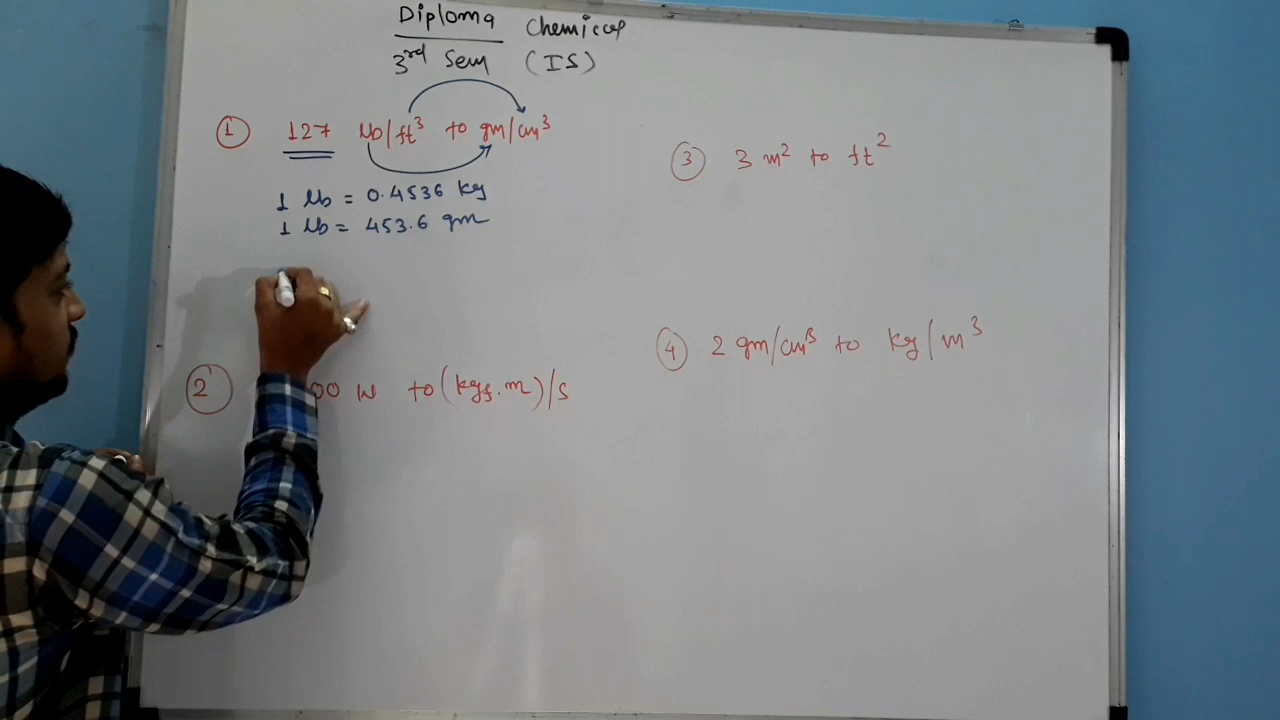 Diploma Chemical
3rd Sem (IS)
① 127 lb/ft³ to gm/cm³
1 lb = 0.4536 kg
1 lb = 453.6 gm
② 00 W to (kgf.m)/s
③ 3 m² to ft²
④ 2 gm/cm³ to kg/m³